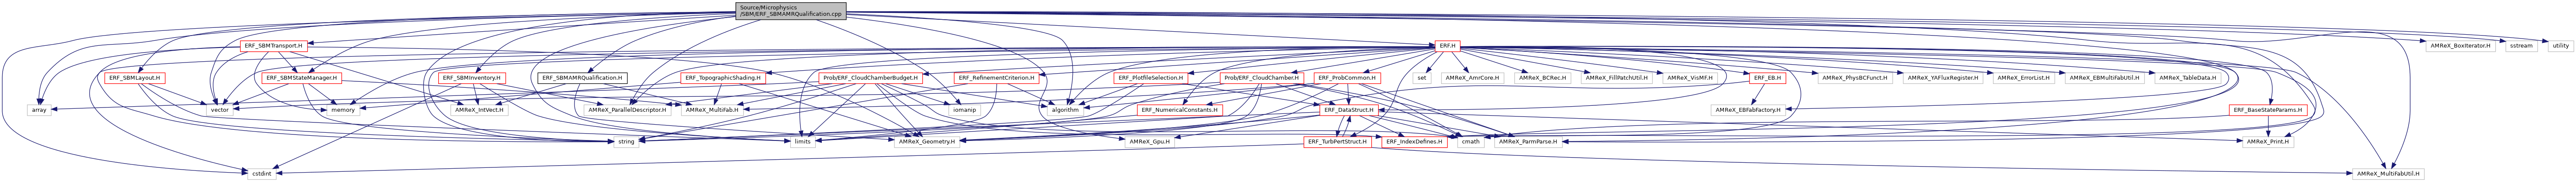 Source/Microphysics
/SBM/ERF_SBMAMRQualification.cpp
ERF_SBMTransport.H
ERF.H
AMReX_BoxIterator.H
sstream
utility
ERF_SBMLayout.H
ERF_SBMStateManager.H
ERF_SBMInventory.H
ERF_SBMAMRQualification.H
ERF_TopographicShading.H
Prob/ERF_CloudChamberBudget.H
ERF_RefinementCriterion.H
ERF_PlotfileSelection.H
Prob/ERF_CloudChamber.H
ERF_ProbCommon.H
set
AMReX_AmrCore.H
AMReX_BCRec.H
AMReX_FillPatchUtil.H
AMReX_VisMF.H
ERF_EB.H
AMReX_PhysBCFunct.H
AMReX_YAFluxRegister.H
AMReX_ErrorList.H
AMReX_EBMultiFabUtil.H
AMReX_TableData.H
array
vector
memory
AMReX_IntVect.H
AMReX_ParallelDescriptor.H
AMReX_MultiFab.H
iomanip
algorithm
ERF_NumericalConstants.H
ERF_DataStruct.H
AMReX_EBFabFactory.H
ERF_BaseStateParams.H
string
limits
AMReX_Geometry.H
AMReX_Gpu.H
ERF_TurbPertStruct.H
ERF_IndexDefines.H
cmath
AMReX_ParmParse.H
AMReX_Print.H
cstdint
AMReX_MultiFabUtil.H